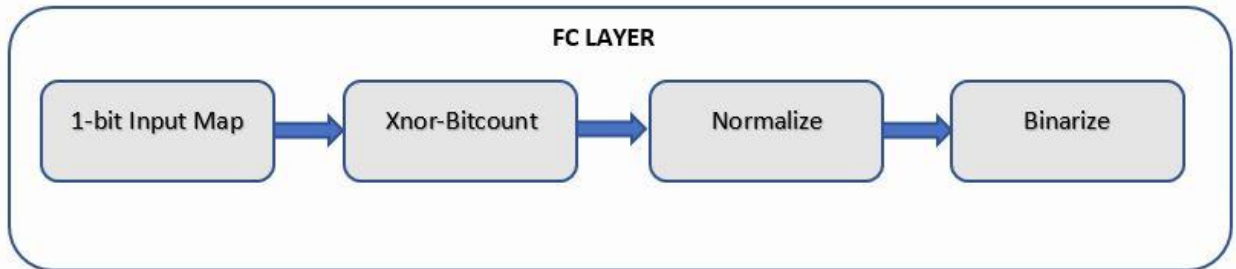 FC LAYER
1-bit Input Map
Xnor-Bitcount
Normalize
Binarize